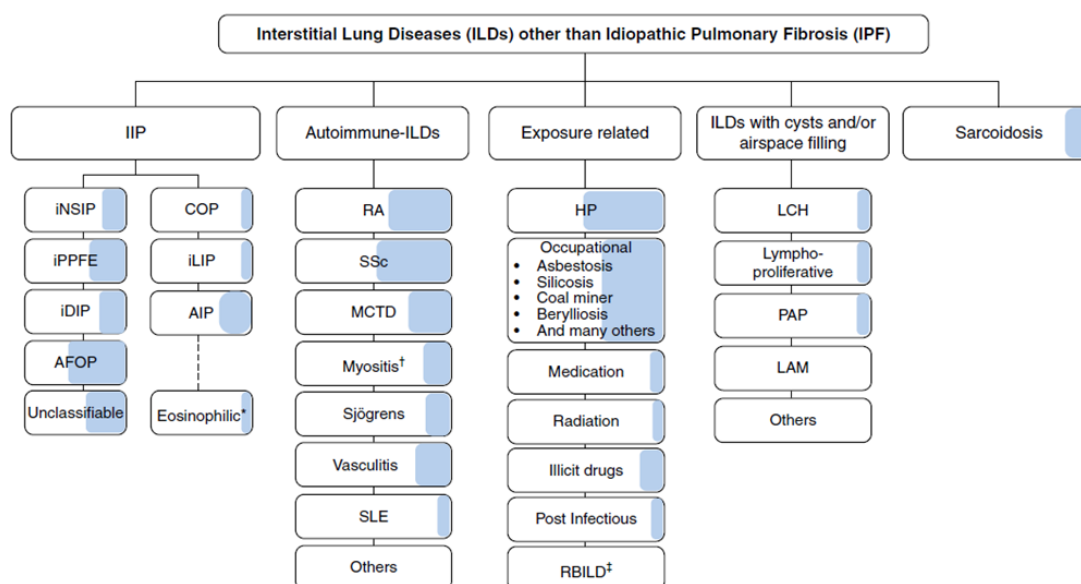 Interstitial Lung Diseases (ILDs) other than Idiopathic Pulmonary Fibrosis (IPF)
IIP
Autoimmune-ILDs
Exposure related
ILDs with cysts and/or
airspace filling
Sarcoidosis
iNSIP
iPPFE
iDIP
AFOP
Unclassifiable
COP
iLIP
AIP
Eosinophilic*
RA
SSc
MCTD
Myositis†
Sjögrens
Vasculitis
SLE
Others
HP
Occupational
• Asbestosis
• Silicosis
• Coal miner
• Berylliosis
• And many others
Medication
Radiation
Illicit drugs
Post Infectious
RBILD‡
LCH
Lympho-
proliferative
PAP
LAM
Others